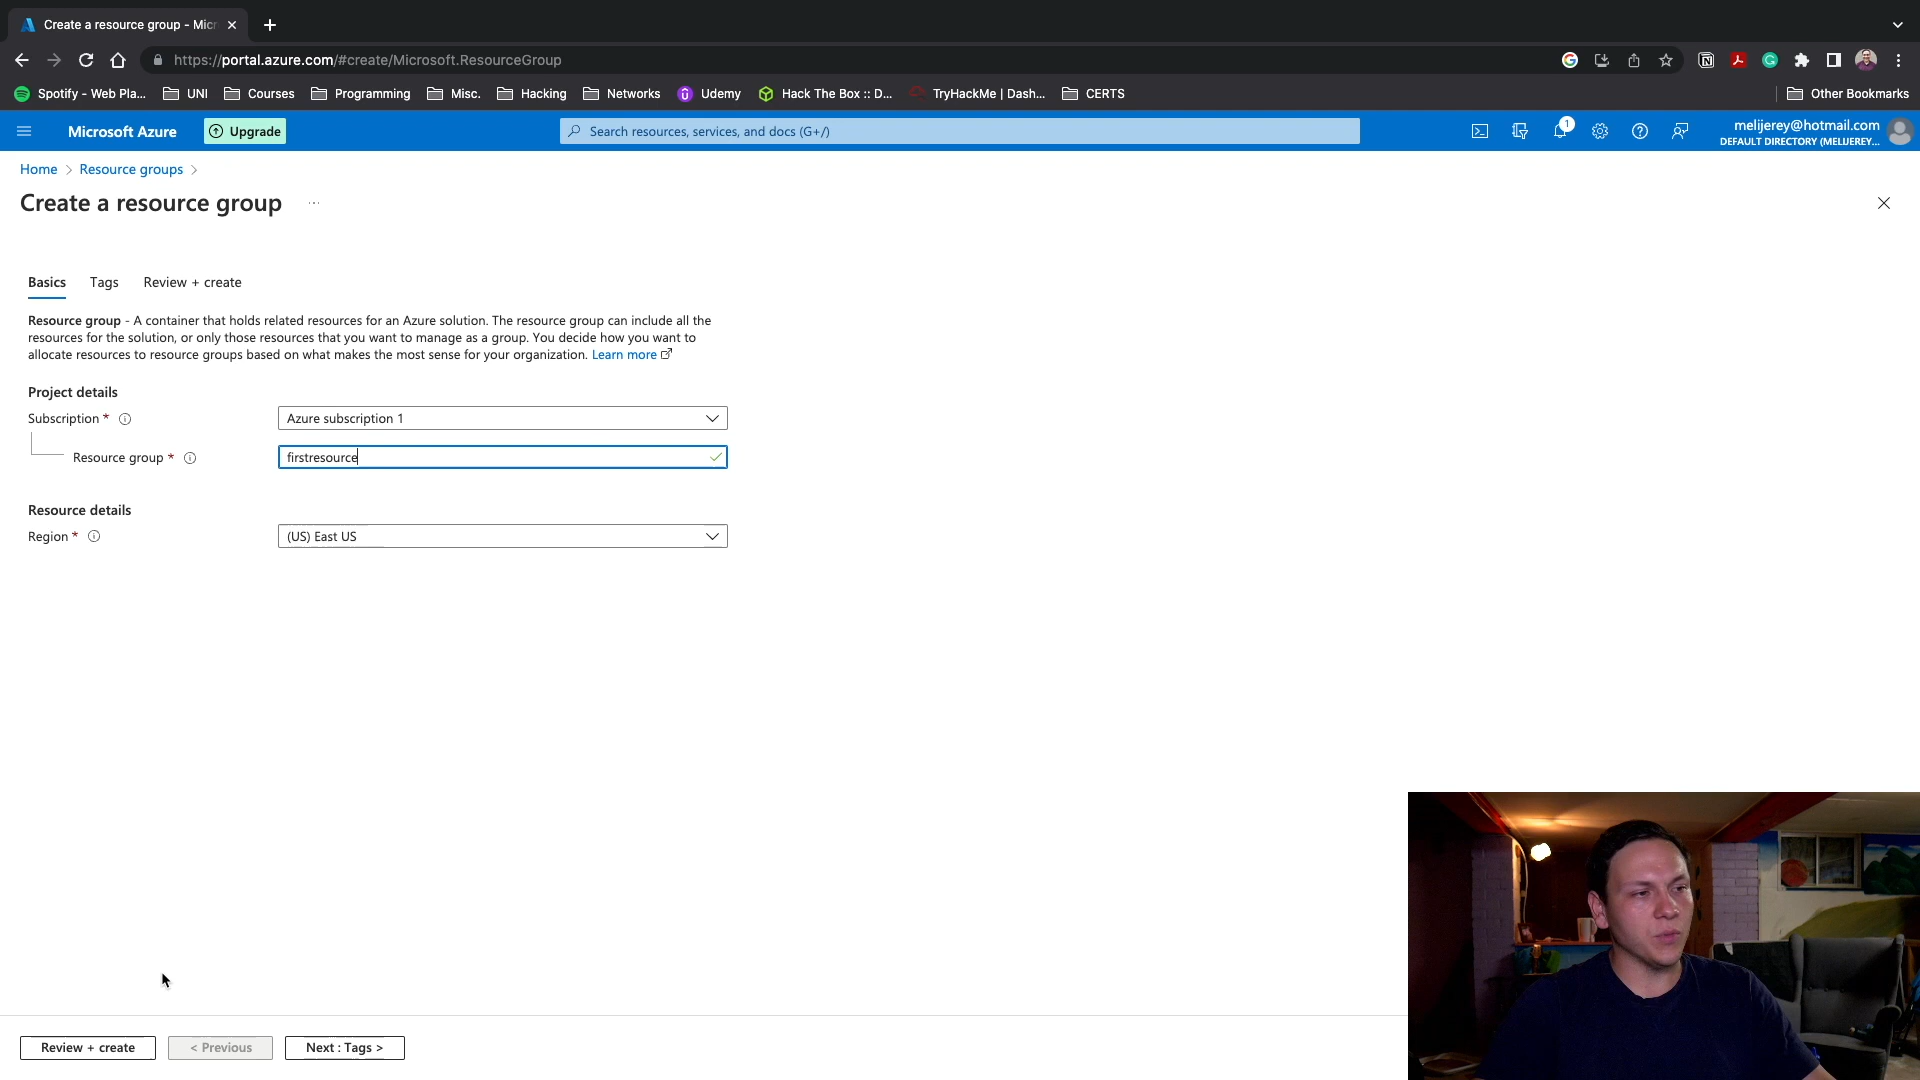 Create a resource group - Micr
https://portal.azure.com/#create/Microsoft.ResourceGroup
Spotify - Web Pla... UNI Courses Programming Misc. Hacking Networks Udemy Hack The Box :: D... TryHackMe | Dash... CERTS Other Bookmarks
Microsoft Azure Upgrade Search resources, services, and docs (G+/) 1 melijerey@hotmail.com
DEFAULT DIRECTORY (MELIJEREY...
Home > Resource groups >
Create a resource group ...
Basics Tags Review + create
Resource group - A container that holds related resources for an Azure solution. The resource group can include all the
resources for the solution, or only those resources that you want to manage as a group. You decide how you want to
allocate resources to resource groups based on what makes the most sense for your organization. Learn more
Project details
Subscription * Azure subscription 1
Resource group * firstresource
Resource details
Region * (US) East US
Review + create < Previous Next : Tags >